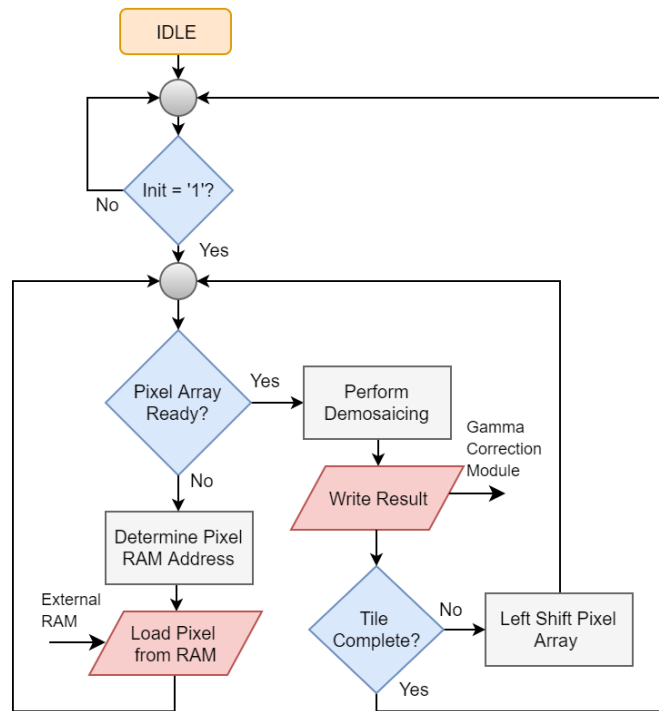 IDLE
Init = '1'?
No
Yes
Pixel Array
Ready?
Yes
Perform
Demosaicing
Gamma
Correction
Module
No
Write Result
Determine Pixel
RAM Address
External
RAM
Load Pixel
from RAM
Tile
Complete?
No
Left Shift Pixel
Array
Yes